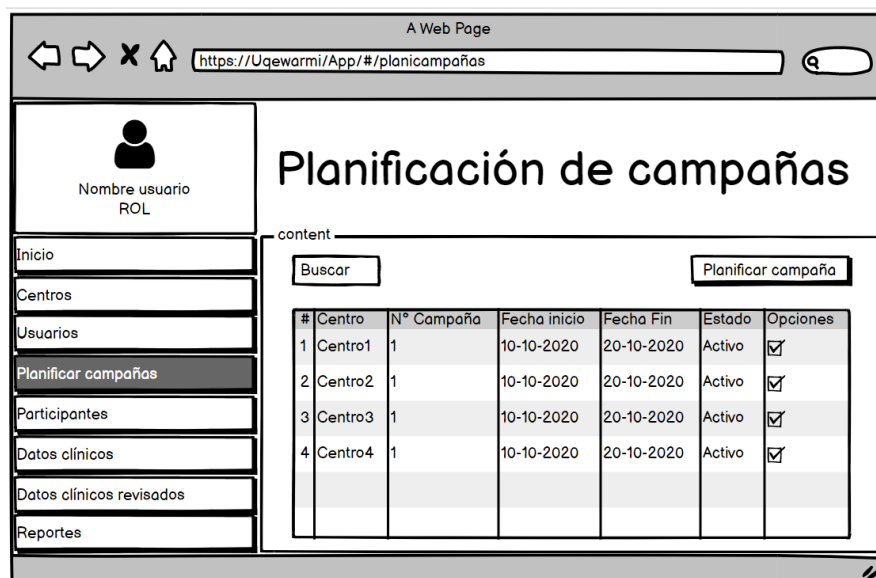 A Web Page
https://Uqewarmi/App/#/planicampañas
Nombre usuario
ROL
Planificación de campañas
Inicio
Centros
Usuarios
Planificar campañas
Participantes
Datos clínicos
Datos clínicos revisados
Reportes
content
Buscar
Planificar campaña
# Centro N° Campaña Fecha inicio Fecha Fin Estado Opciones
1 Centro1 1 10-10-2020 20-10-2020 Activo
2 Centro2 1 10-10-2020 20-10-2020 Activo
3 Centro3 1 10-10-2020 20-10-2020 Activo
4 Centro4 1 10-10-2020 20-10-2020 Activo